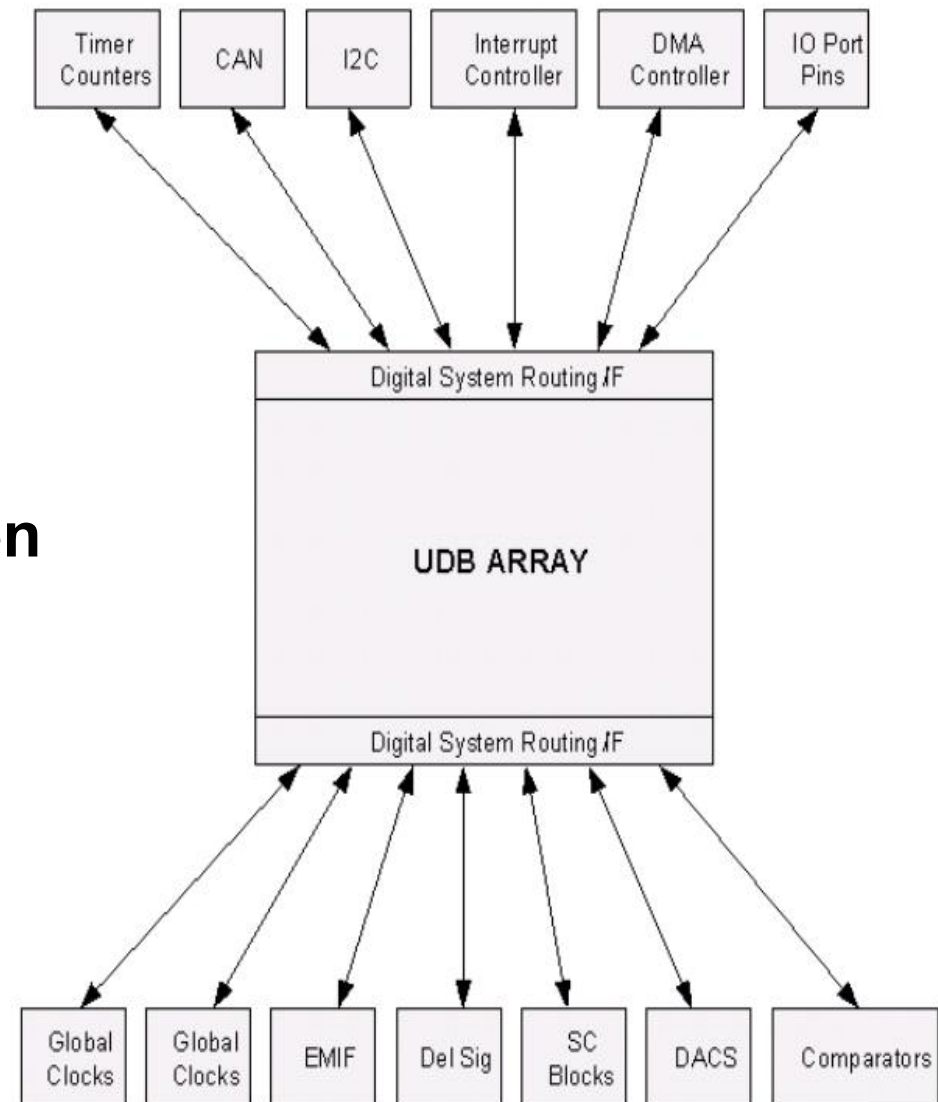 Timer
Counters
CAN
I2C
Interrupt
Controller
DMA
Controller
IO Port
Pins
Digital System Routing I/F
UDB ARRAY
Digital System Routing I/F
Global
Clocks
Global
Clocks
EMIF
Del Sig
SC
Blocks
DACS
Comparators